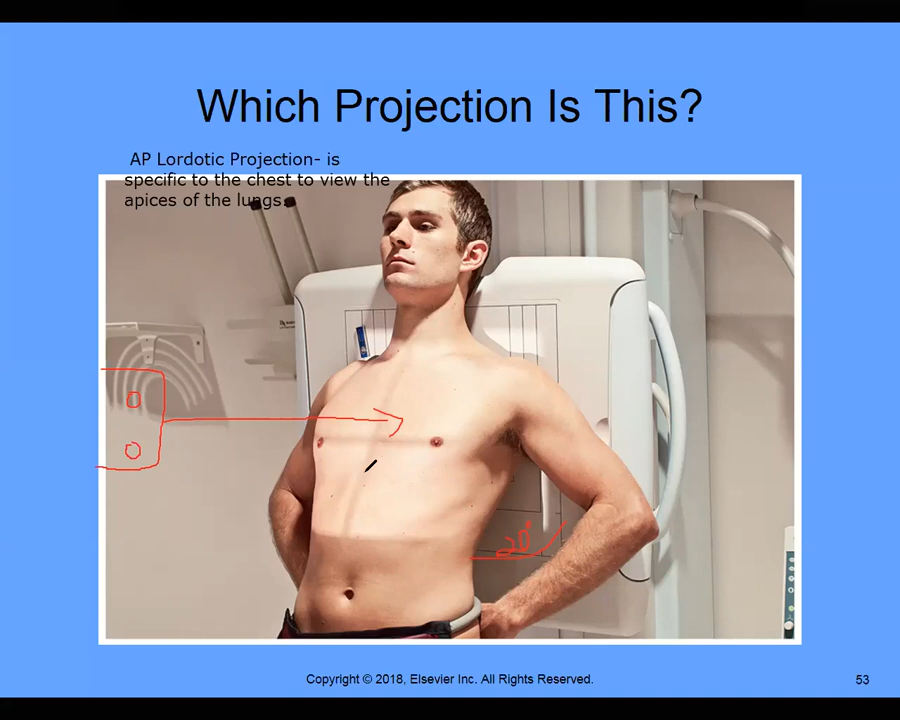 Which Projection Is This?
AP Lordotic Projection- is
specific to the chest to view the
apices of the lungs.
20°
Copyright © 2018, Elsevier Inc. All Rights Reserved.
53